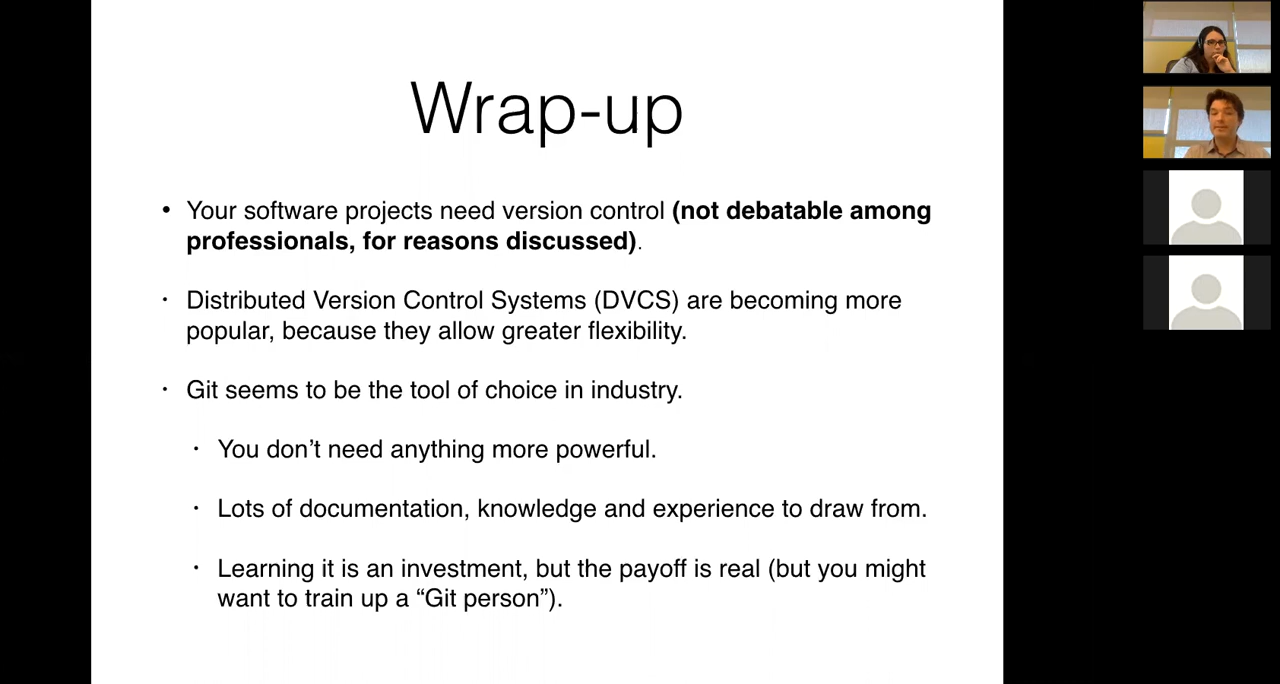 Wrap-up
• Your software projects need version control (not debatable among
professionals, for reasons discussed).
• Distributed Version Control Systems (DVCS) are becoming more
popular, because they allow greater flexibility.
• Git seems to be the tool of choice in industry.
• You don’t need anything more powerful.
• Lots of documentation, knowledge and experience to draw from.
• Learning it is an investment, but the payoff is real (but you might
want to train up a “Git person”).